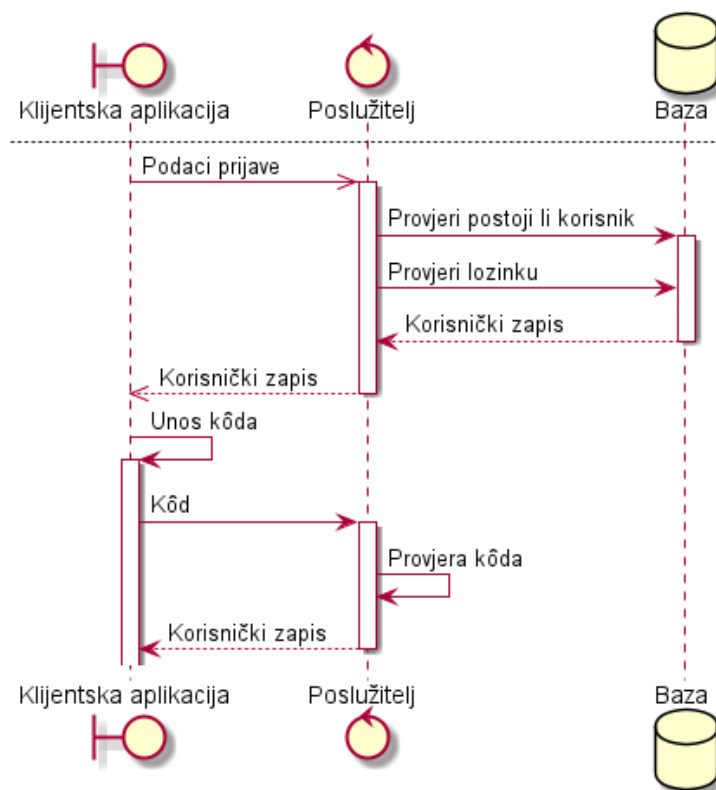 Klijentska aplikacija
Poslužitelj
Baza
Podaci prijave
Provjeri postoji li korisnik
Provjeri lozinku
Korisnički zapis
Korisnički zapis
Unos kôda
Kôd
Provjera kôda
Korisnički zapis
Klijentska aplikacija
Poslužitelj
Baza